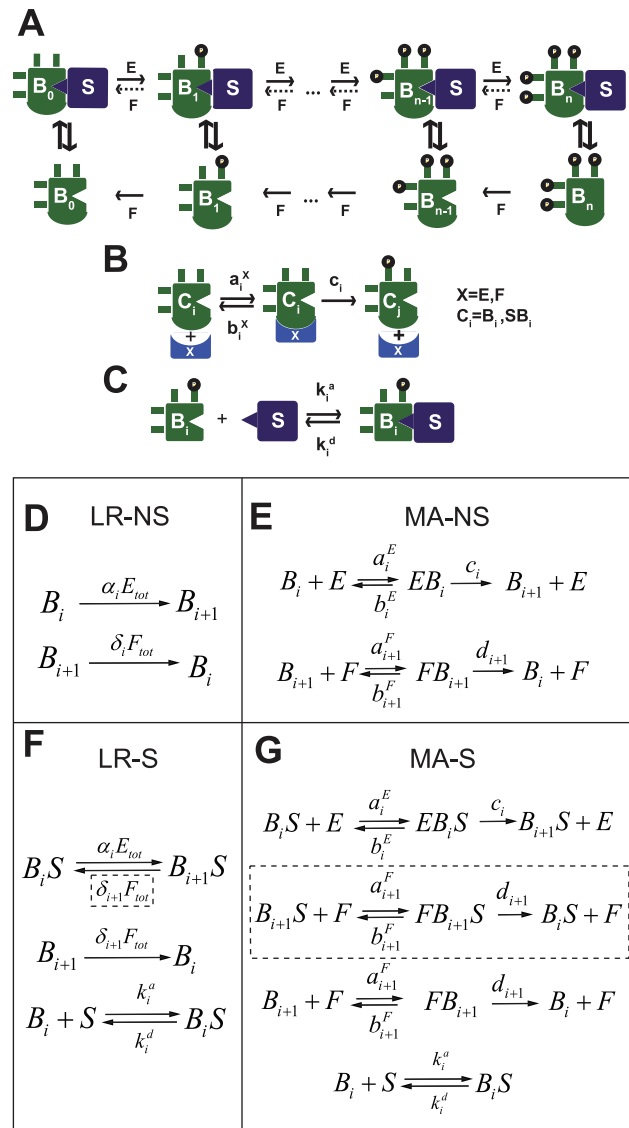 A
P P P P P P
E E E E
B₀ S B₁ S ... Bₙ₋₁ S Bₙ S
F F F F
P P P P P P
B₀ B₁ ... Bₙ₋₁ Bₙ
F F F F
B
P
aᵢˣ cᵢ X=E,F
Cᵢ Cᵢ Cⱼ Cᵢ=Bᵢ,SBᵢ
+ bᵢˣ X +
X X
C
P kᵢᵃ P
Bᵢ + S Bᵢ S
kᵢᵈ
D LR-NS
αᵢEₜₒₜ
Bᵢ → Bᵢ₊₁
δᵢFₜₒₜ
Bᵢ₊₁ → Bᵢ
E MA-NS
aᵢᴱ cᵢ
Bᵢ + E ⇌ EBᵢ → Bᵢ₊₁ + E
bᵢᴱ
aᵢ₊₁ᶠ dᵢ₊₁
Bᵢ₊₁ + F ⇌ FBᵢ₊₁ → Bᵢ + F
bᵢ₊₁ᶠ
F LR-S
αᵢEₜₒₜ
BᵢS ⇌ Bᵢ₊₁S
δᵢ₊₁Fₜₒₜ
δᵢ₊₁Fₜₒₜ
Bᵢ₊₁ → Bᵢ
kᵢᵃ
Bᵢ + S ⇌ BᵢS
kᵢᵈ
G MA-S
aᵢᴱ cᵢ
BᵢS + E ⇌ EBᵢS → Bᵢ₊₁S + E
bᵢᴱ
aᵢ₊₁ᶠ dᵢ₊₁
Bᵢ₊₁S + F ⇌ FBᵢ₊₁S → BᵢS + F
bᵢ₊₁ᶠ
aᵢ₊₁ᶠ dᵢ₊₁
Bᵢ₊₁ + F ⇌ FBᵢ₊₁ → Bᵢ + F
bᵢ₊₁ᶠ
kᵢᵃ
Bᵢ + S ⇌ BᵢS
kᵢᵈ